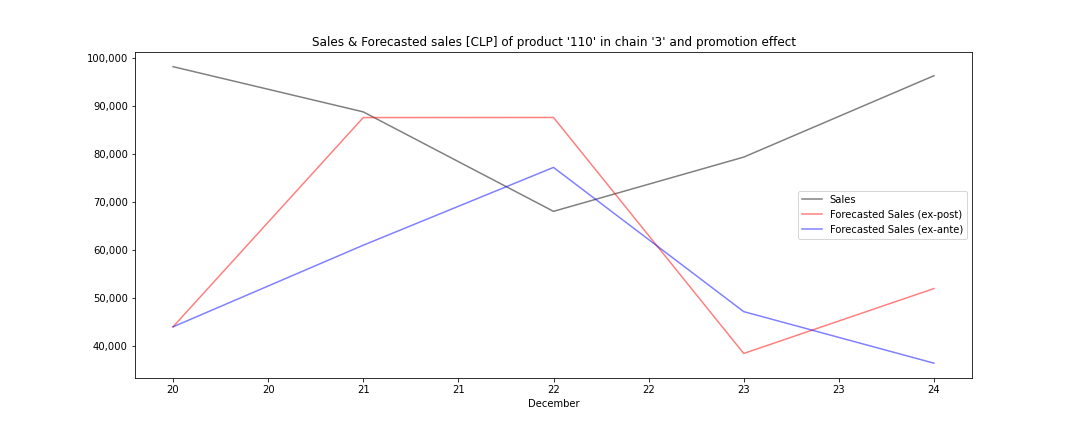 Sales & Forecasted sales [CLP] of product '110' in chain '3' and promotion effect
100,000
90,000
80,000
70,000
60,000
50,000
40,000
Sales
Forecasted Sales (ex-post)
Forecasted Sales (ex-ante)
20 20 21 21 22 22 23 23 24
December